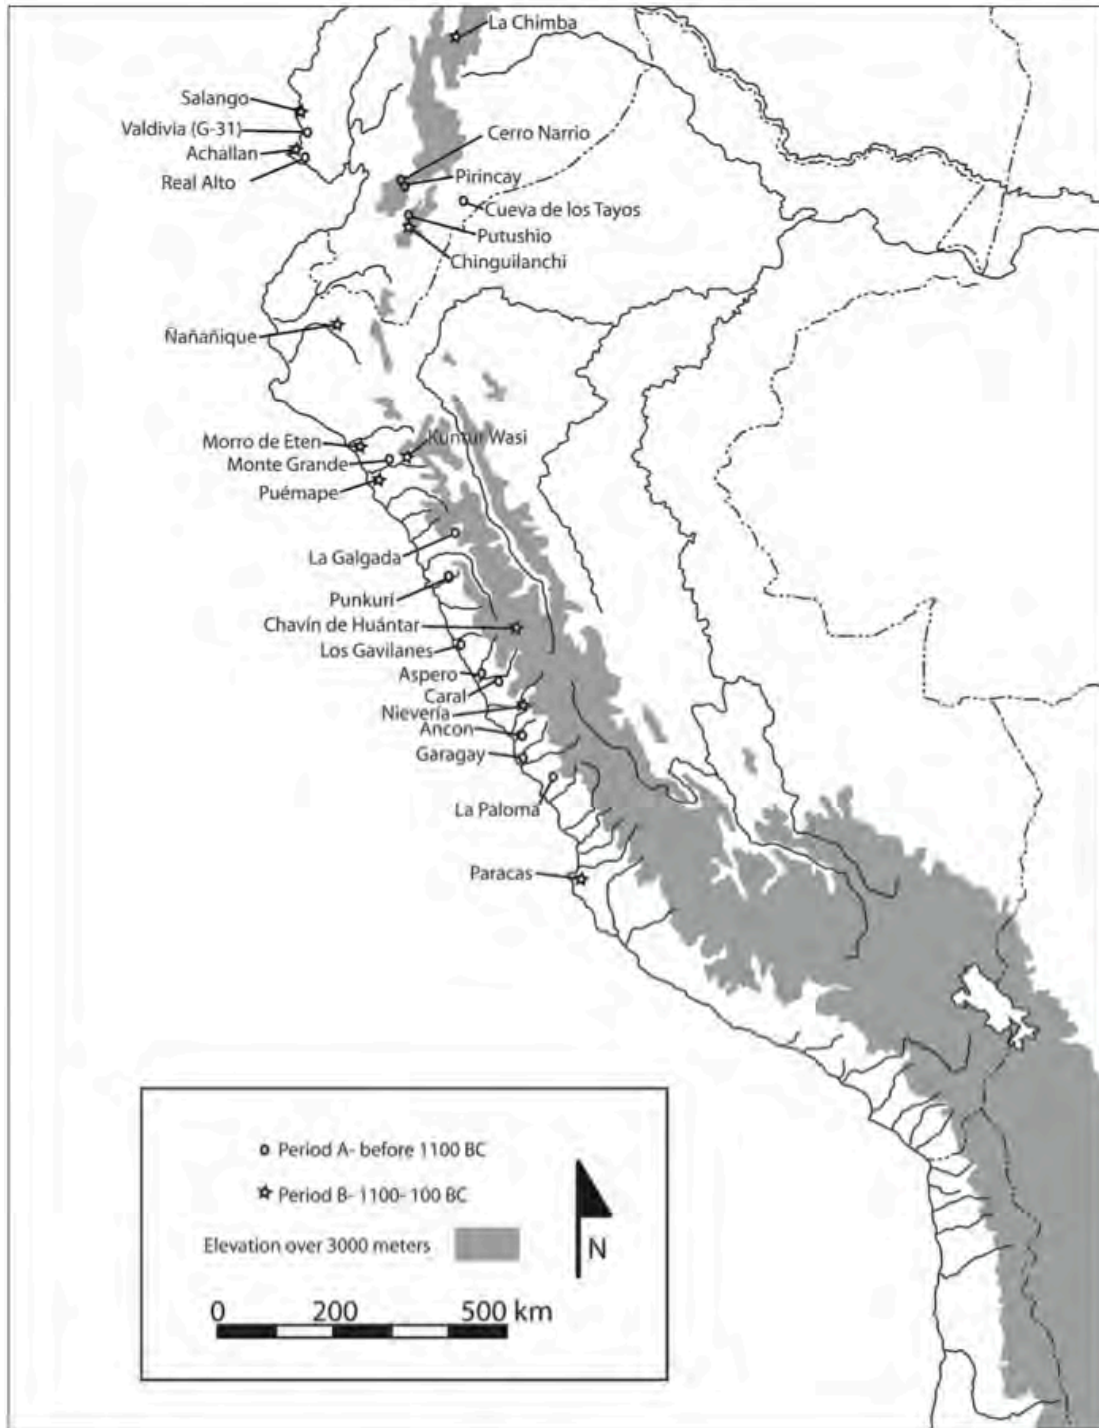 La Chimba
Salango
Valdivia (G-31)
Achallan
Real Alto
Cerro Narrio
Pirincay
Cueva de los Tayos
Putushio
Chinguilanchi
Ñañañique
Morro de Eten
Kuntur Wasi
Monte Grande
Puémape
La Galgada
Punkurí
Chavín de Huántar
Los Gavilanes
Aspero
Caral
Nievería
Ancon
Garagay
La Paloma
Paracas
Period A- before 1100 BC
Period B- 1100- 100 BC
Elevation over 3000 meters
N
0 200 500 km